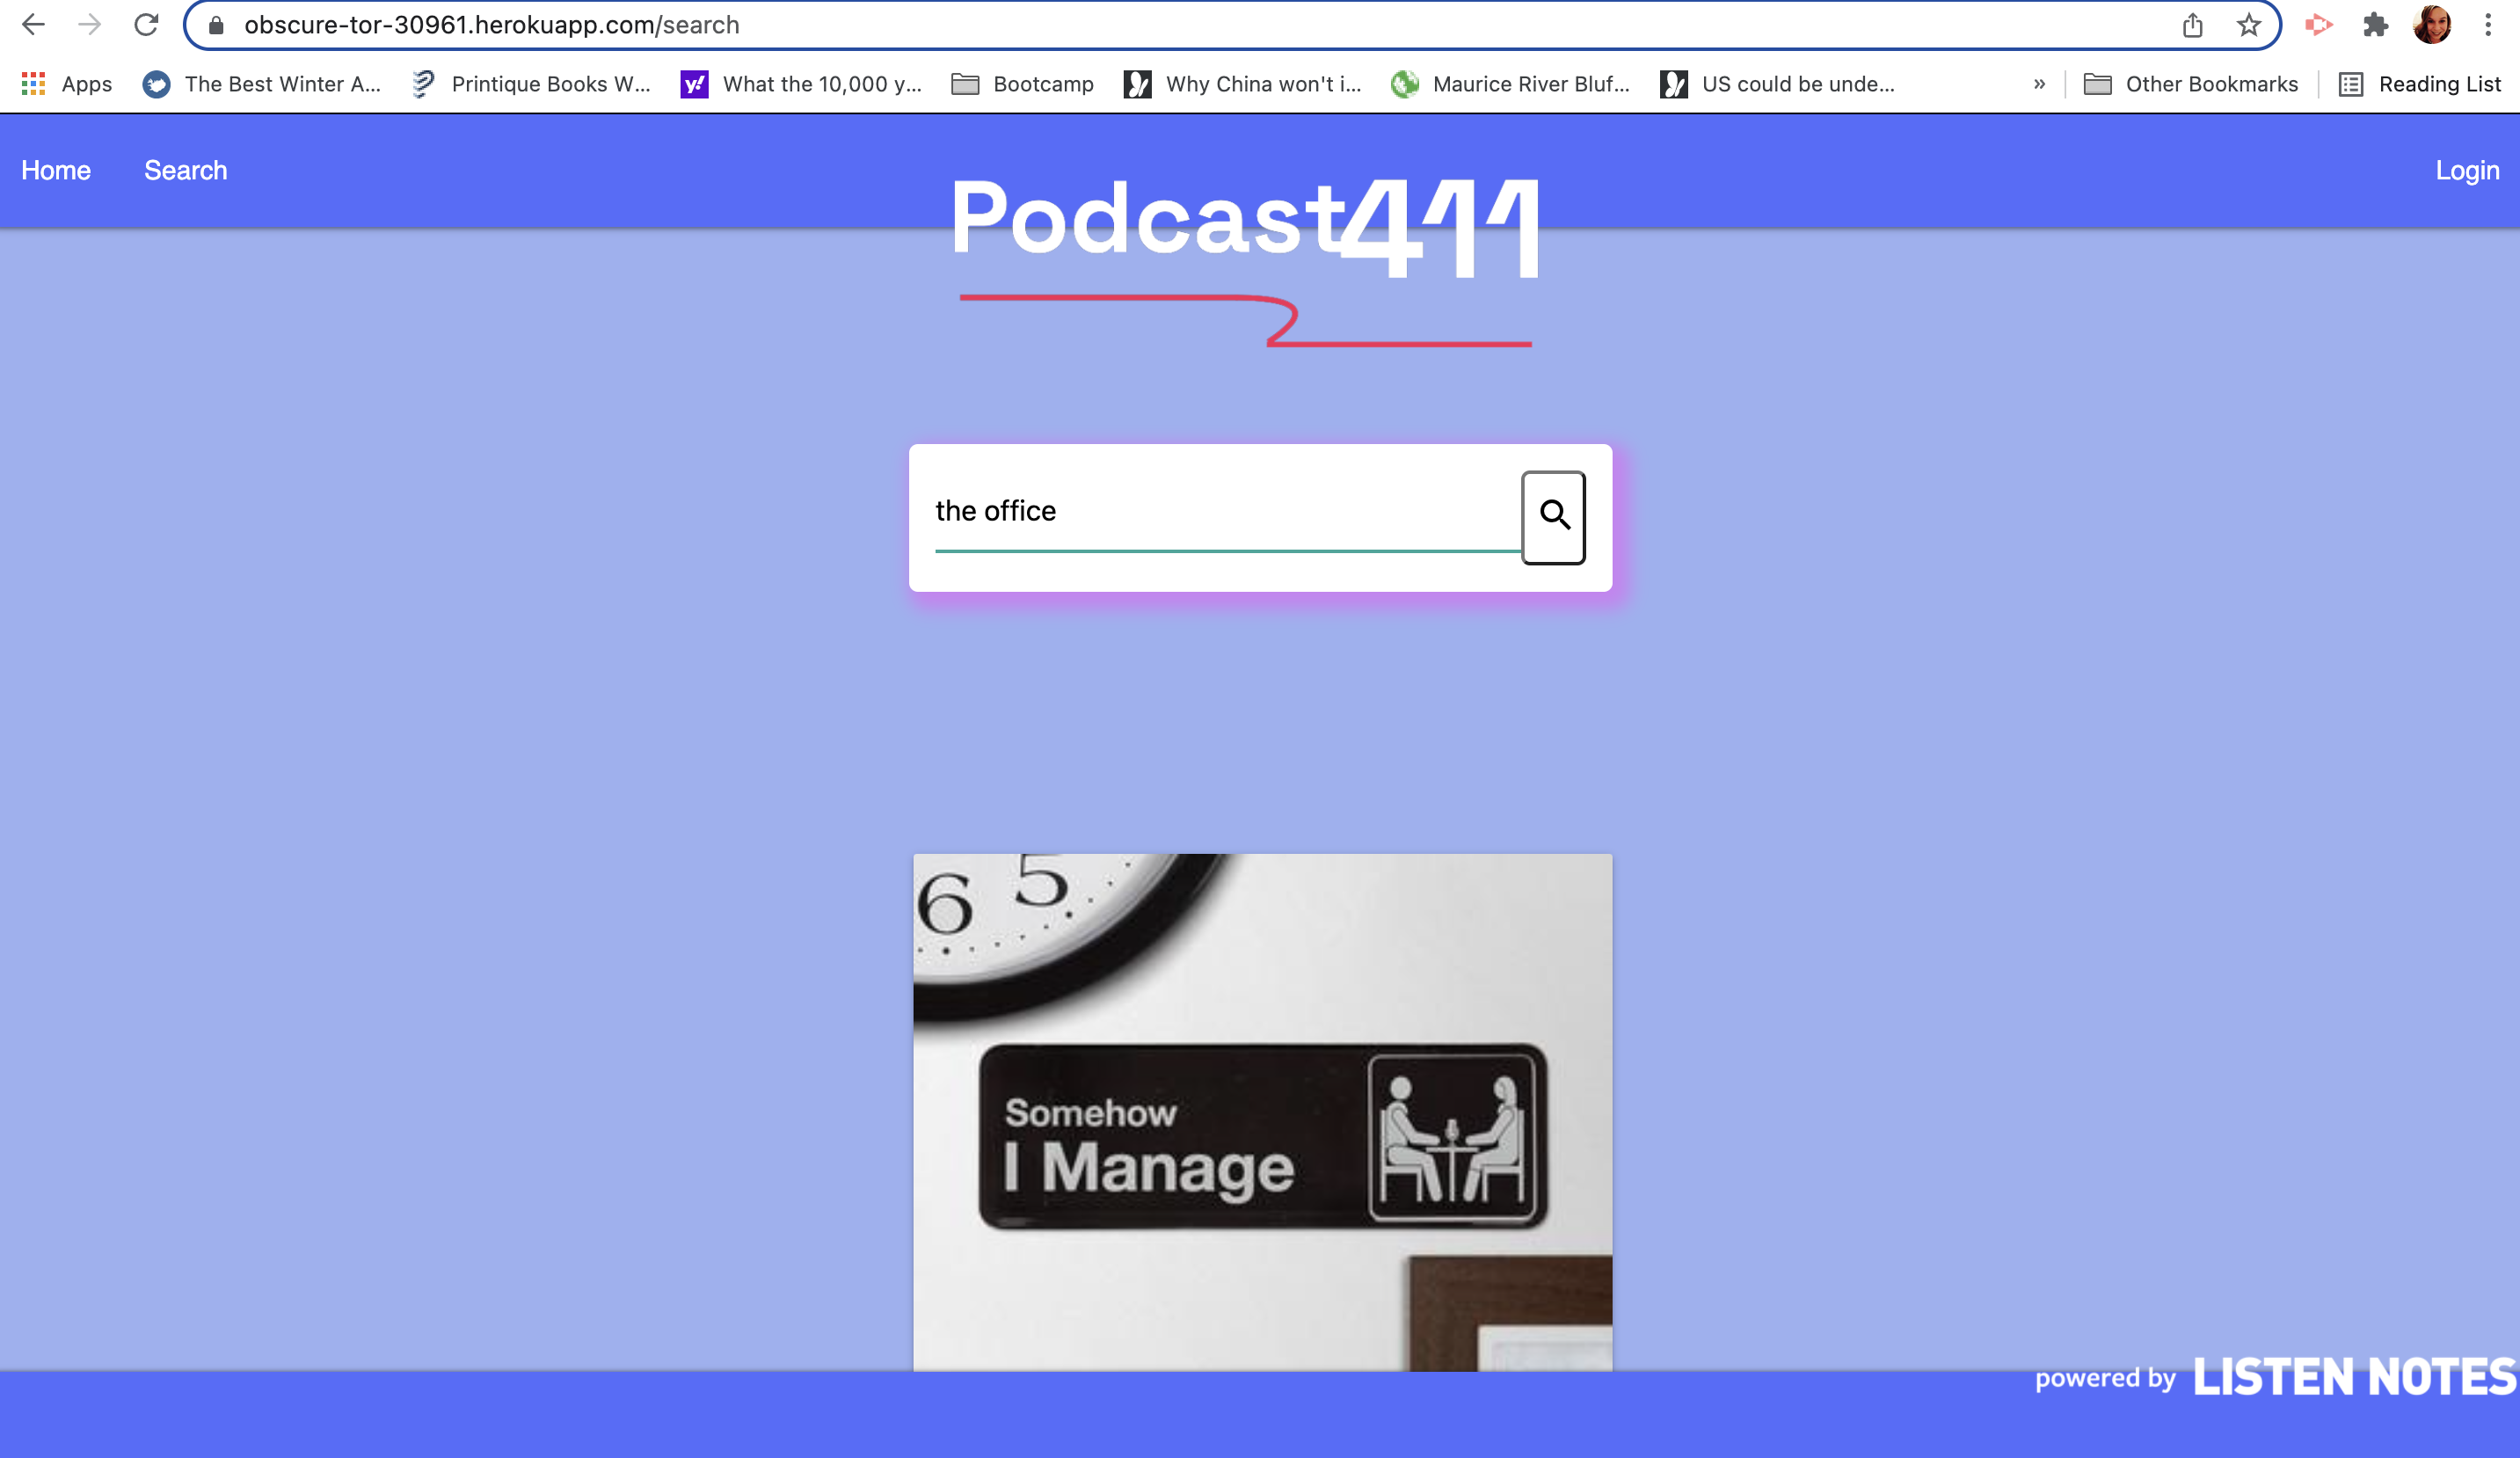 obscure-tor-30961.herokuapp.com/search
Apps The Best Winter A... Printique Books W... What the 10,000 y... Bootcamp Why China won't i... Maurice River Bluf... US could be unde... » Other Bookmarks Reading List
Home Search Login
Podcast411
the office
6 5
Somehow
I Manage
powered by LISTEN NOTES